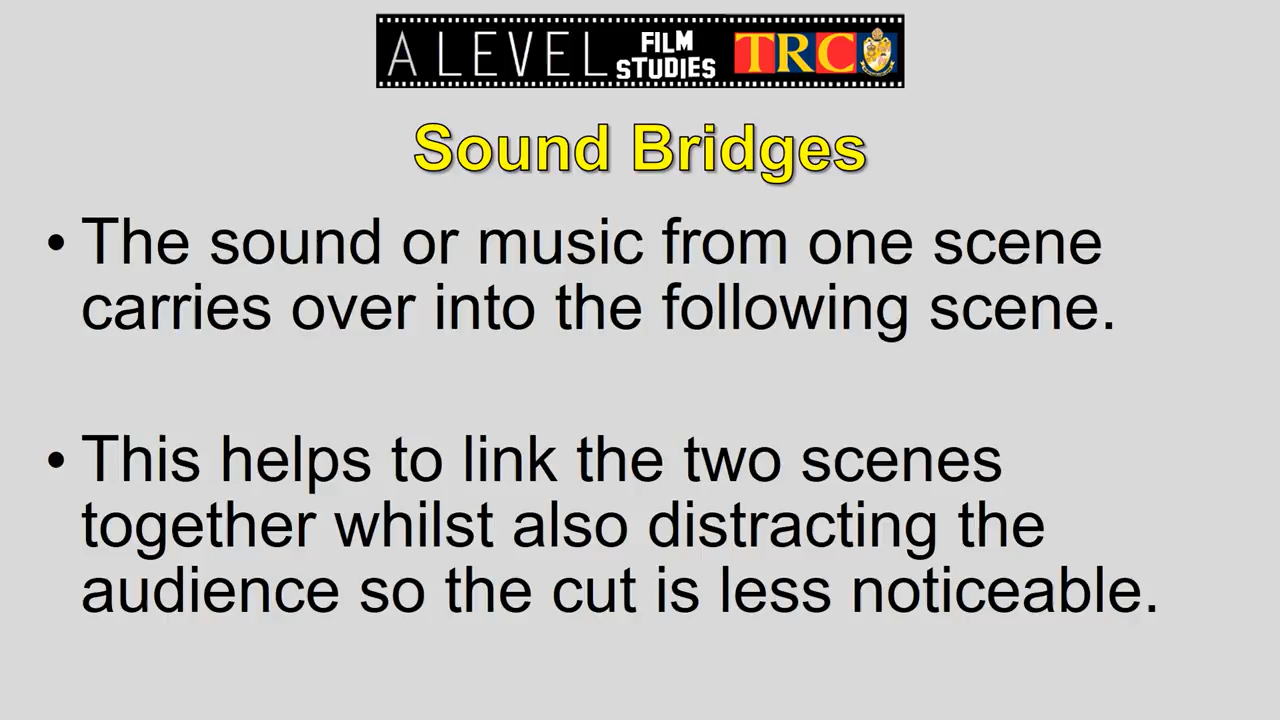 A LEVEL FILM STUDIES TRC
Sound Bridges
• The sound or music from one scene
carries over into the following scene.
• This helps to link the two scenes
together whilst also distracting the
audience so the cut is less noticeable.